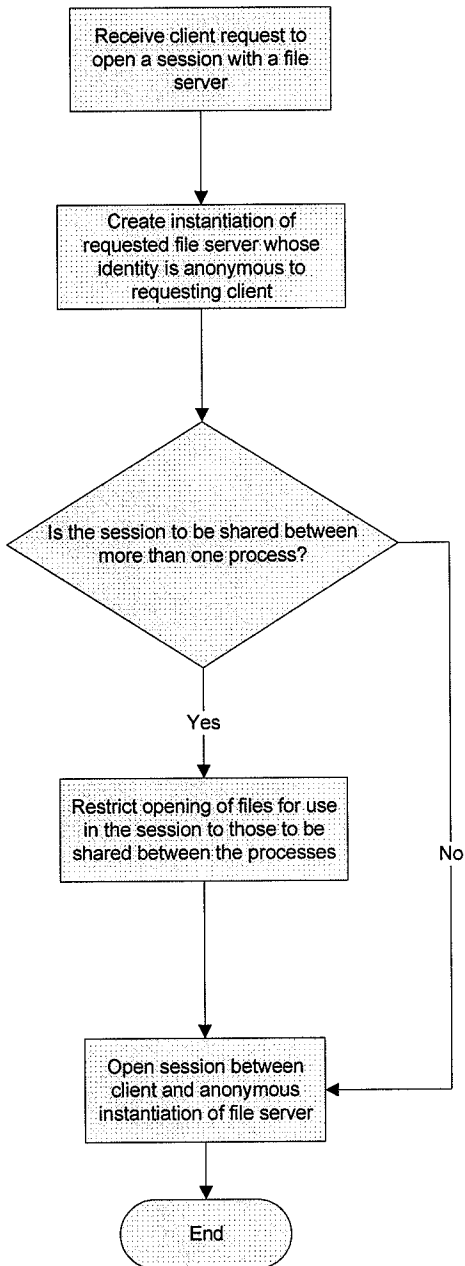 Receive client request to
open a session with a file
server
Create instantiation of
requested file server whose
identity is anonymous to
requesting client
Is the session to be shared between
more than one process?
Yes
Restrict opening of files for use
in the session to those to be
shared between the processes
No
Open session between
client and anonymous
instantiation of file server
End